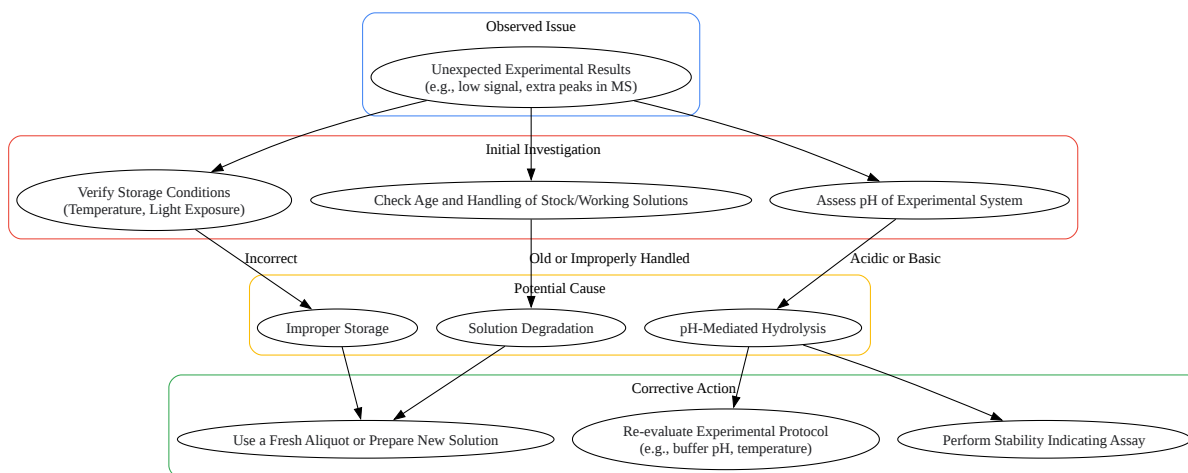 Observed Issue
Unexpected Experimental Results
(e.g., low signal, extra peaks in MS)
Initial Investigation
Verify Storage Conditions
(Temperature, Light Exposure)
Check Age and Handling of Stock/Working Solutions
Assess pH of Experimental System
Incorrect
Old or Improperly Handled
Acidic or Basic
Potential Cause
Improper Storage
Solution Degradation
pH-Mediated Hydrolysis
Corrective Action
Use a Fresh Aliquot or Prepare New Solution
Re-evaluate Experimental Protocol
(e.g., buffer pH, temperature)
Perform Stability Indicating Assay